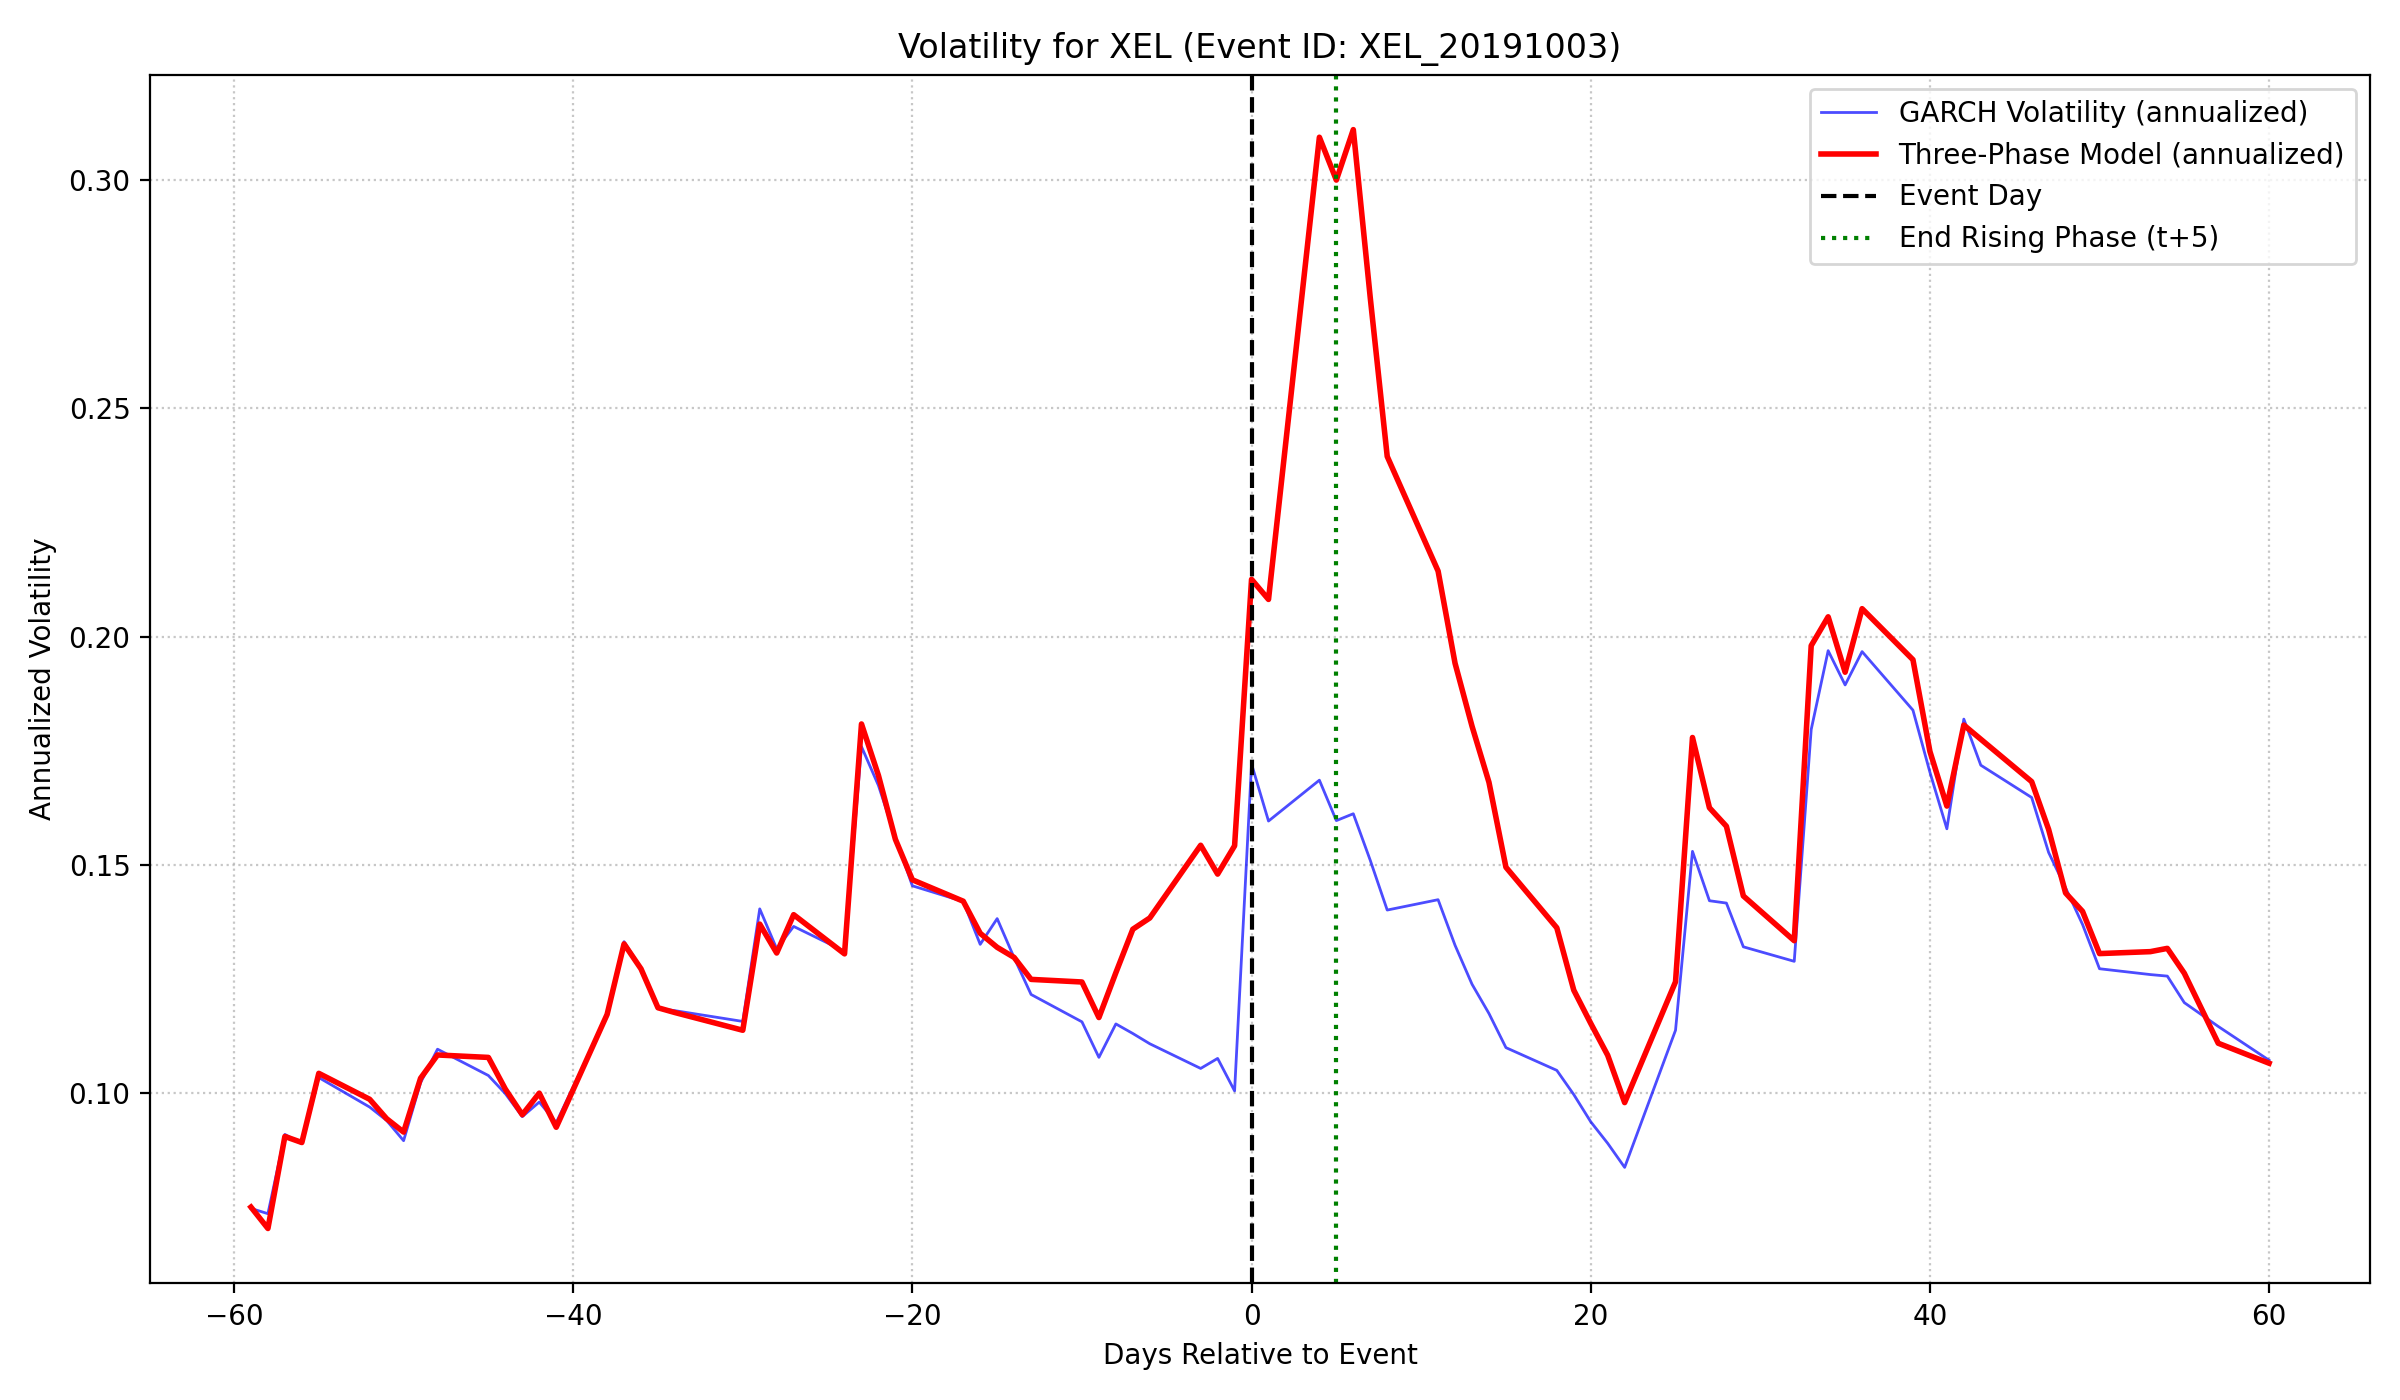 Volatility for XEL (Event ID: XEL_20191003)
GARCH Volatility (annualized)
Three-Phase Model (annualized)
Event Day
End Rising Phase (t+5)
Annualized Volatility
0.30
0.25
0.20
0.15
0.10
−60 −40 −20 0 20 40 60
Days Relative to Event